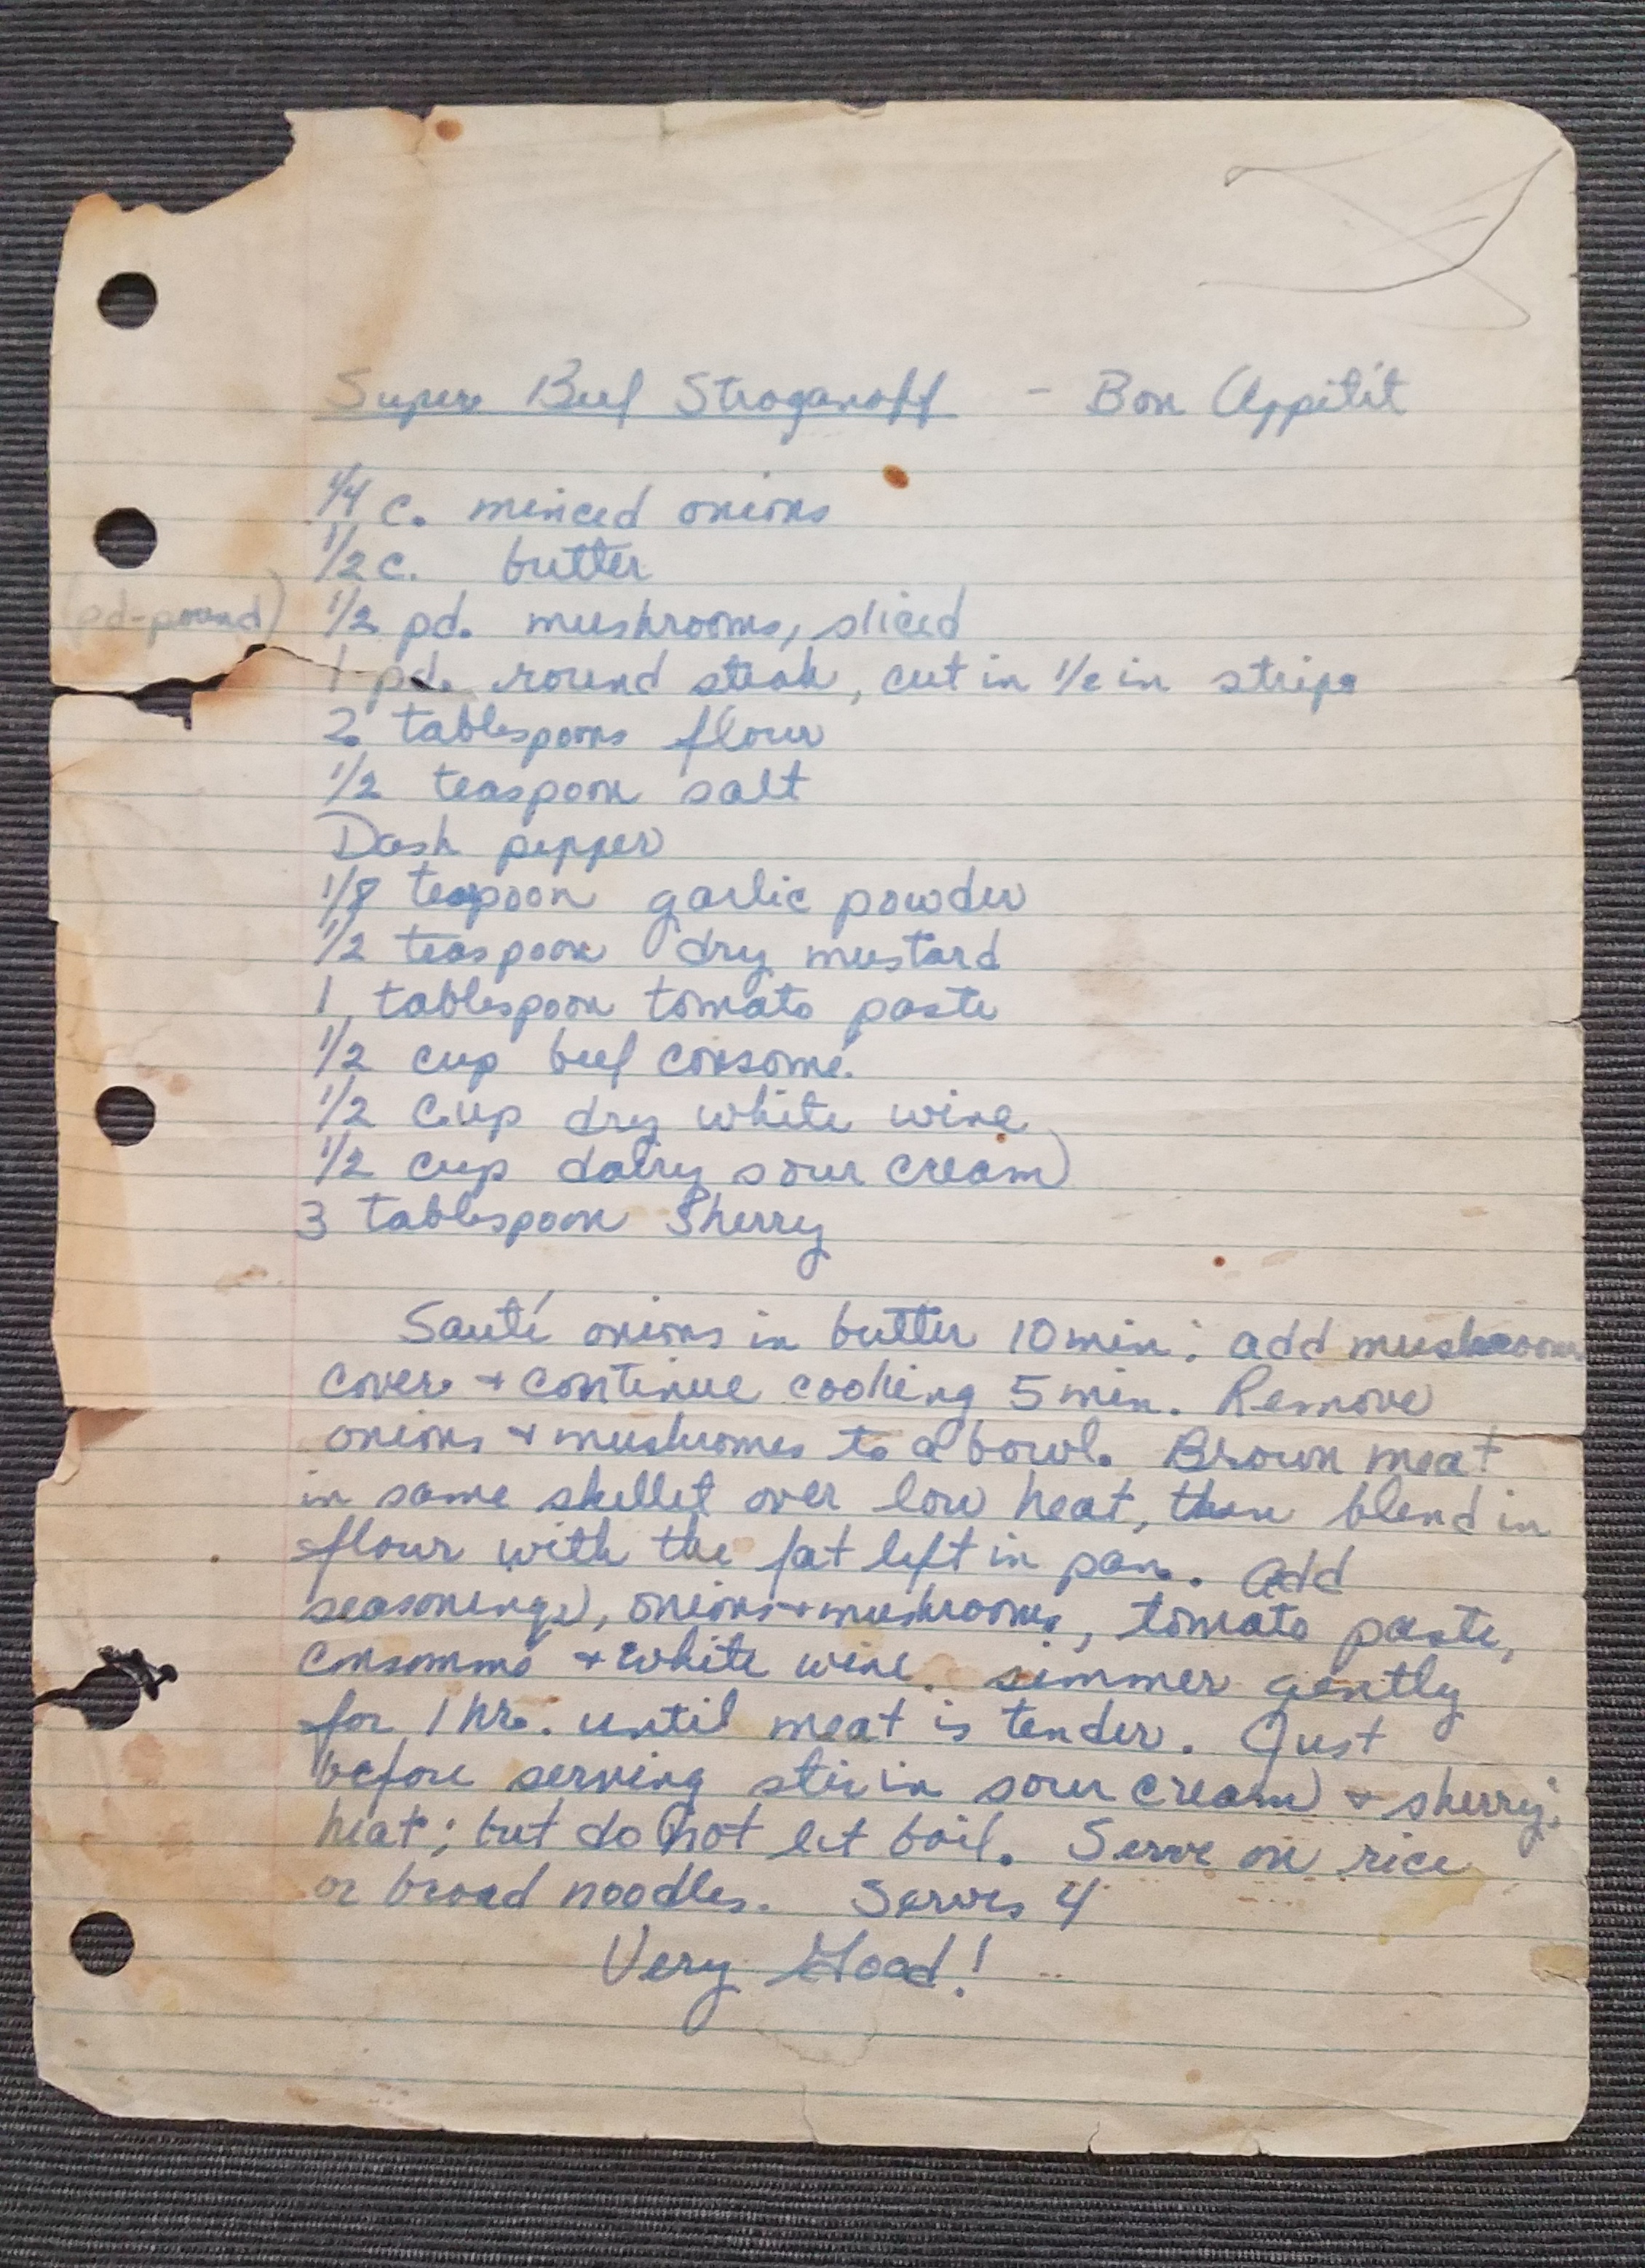 Super Beef Stroganoff - Bon Appétit
1/4 c. minced onions
1/2 c. butter
(pd-pound) 1/2 pd. mushrooms, sliced
1 pd. round steak, cut in 1/2 in strips
2 tablespoons flour
1/2 teaspoon salt
Dash pepper
1/8 teaspoon garlic powder
1/2 teaspoon dry mustard
1 tablespoon tomato paste
1/2 cup beef consomé.
1/2 cup dry white wine
1/2 cup dairy sour cream
3 tablespoon Sherry
Sauté onions in butter 10 min; add mushrooms
cover + continue cooking 5 min. Remove
onions + mushromes to a bowl. Brown meat
in same skillet over low heat, then blend in
flour with the fat left in pan. Add
seasonings, onions + mushrooms, tomato paste,
consommé + white wine. simmer gently
for 1 hr. until meat is tender. Just
before serving stir in sour cream + sherry;
heat; but do not let boil. Serve on rice
or broad noodles. Serves 4
Very Good!